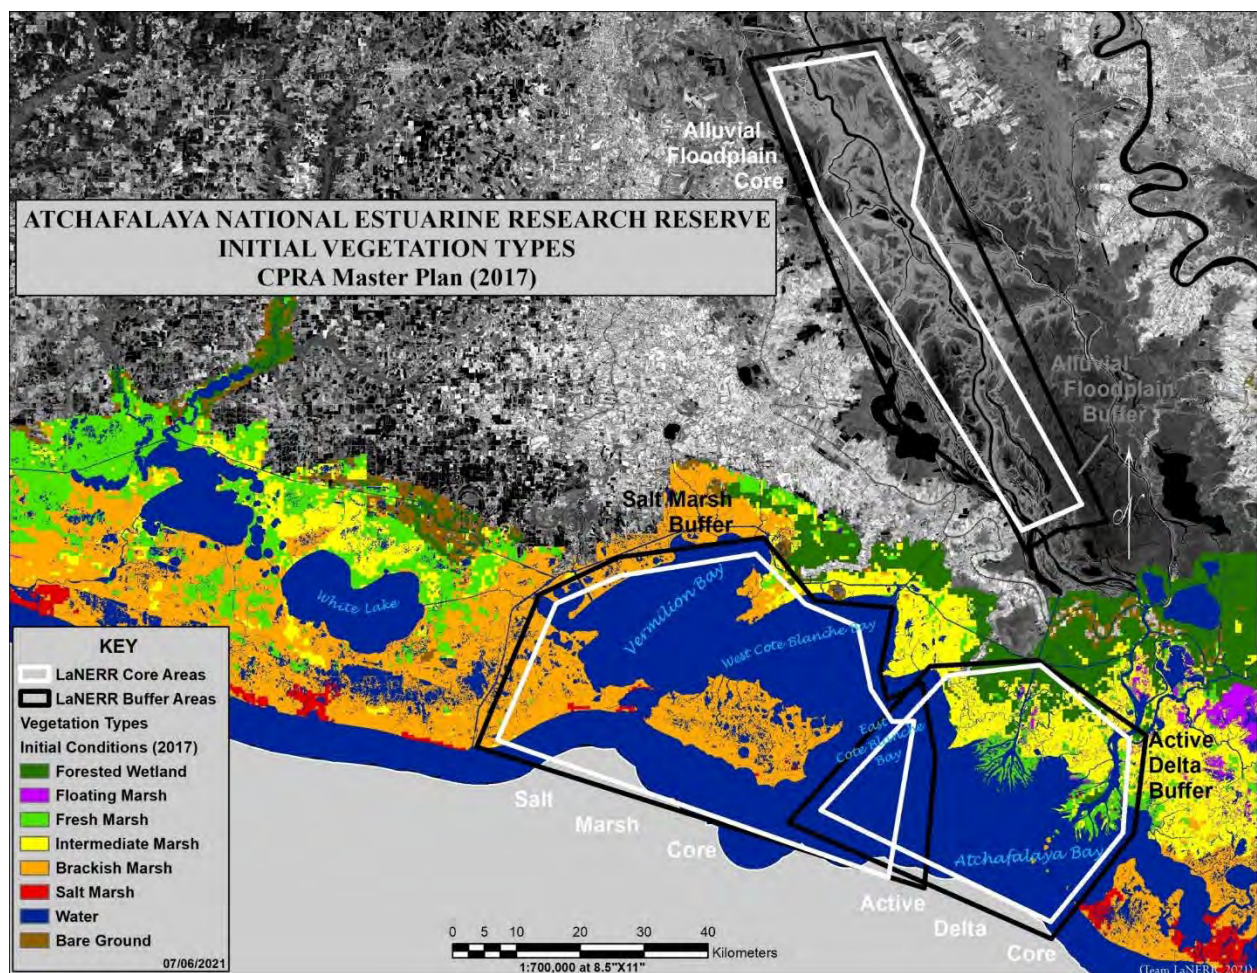 Alluvial
Floodplain
Core
ATCHAFALAYA NATIONAL ESTUARINE RESEARCH RESERVE
INITIAL VEGETATION TYPES
CPRA Master Plan (2017)
Alluvial
Floodplain
Buffer
Salt Marsh
Buffer
N
White Lake
Vermilion Bay
West Cote Blanche Bay
East
Cote Blanche
Bay
Active
Delta
Buffer
Atchafalaya Bay
Salt
Marsh
Core
Active
Delta
Core
KEY
LaNERR Core Areas
LaNERR Buffer Areas
Vegetation Types
Initial Conditions (2017)
Forested Wetland
Floating Marsh
Fresh Marsh
Intermediate Marsh
Brackish Marsh
Salt Marsh
Water
Bare Ground
07/06/2021
0 5 10 20 30 40
Kilometers
1:700,000 at 8.5"X11"
(Team LaNERR, 2021)